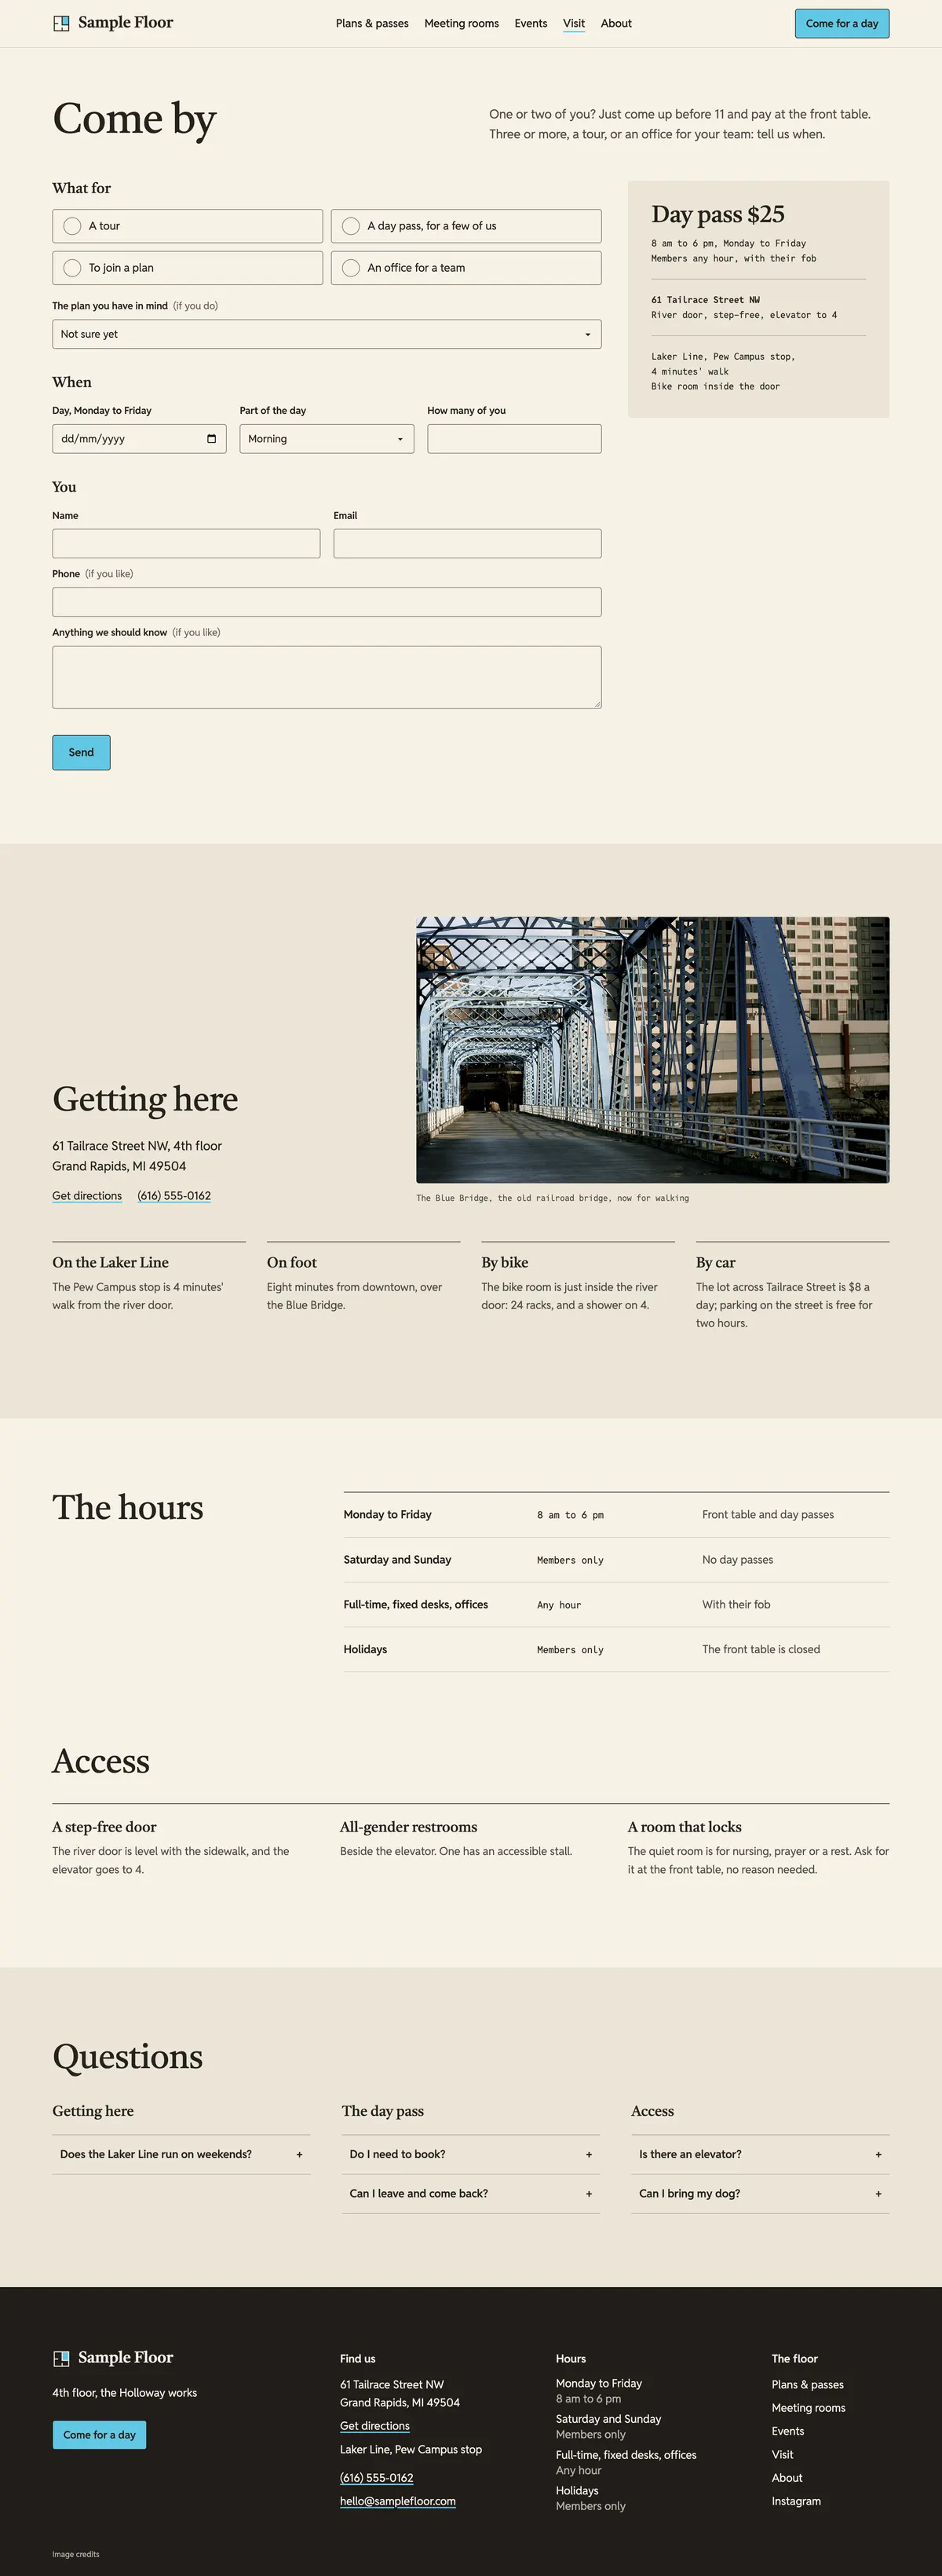 Sample Floor
Plans & passes
Meeting rooms
Events
Visit
About
Come for a day
Come by
One or two of you? Just come up before 11 and pay at the front table.
Three or more, a tour, or an office for your team: tell us when.
What for
A tour
A day pass, for a few of us
To join a plan
An office for a team
The plan you have in mind (if you do)
Not sure yet
When
Day, Monday to Friday
Part of the day
How many of you
dd/mm/yyyy
Morning
You
Name
Email
Phone (if you like)
Anything we should know (if you like)
Send
Day pass $25
8 am to 6 pm, Monday to Friday
Members any hour, with their fob
61 Tailrace Street NW
River door, step-free, elevator to 4
Laker Line, Pew Campus stop,
4 minutes' walk
Bike room inside the door
Getting here
61 Tailrace Street NW, 4th floor
Grand Rapids, MI 49504
Get directions
(616) 555-0162
The Blue Bridge, the old railroad bridge, now for walking
On the Laker Line
The Pew Campus stop is 4 minutes'
walk from the river door.
On foot
Eight minutes from downtown, over
the Blue Bridge.
By bike
The bike room is just inside the river
door: 24 racks, and a shower on 4.
By car
The lot across Tailrace Street is $8 a
day; parking on the street is free for
two hours.
The hours
Monday to Friday
8 am to 6 pm
Front table and day passes
Saturday and Sunday
Members only
No day passes
Full-time, fixed desks, offices
Any hour
With their fob
Holidays
Members only
The front table is closed
Access
A step-free door
The river door is level with the sidewalk, and the
elevator goes to 4.
All-gender restrooms
Beside the elevator. One has an accessible stall.
A room that locks
The quiet room is for nursing, prayer or a rest. Ask for
it at the front table, no reason needed.
Questions
Getting here
Does the Laker Line run on weekends? +
The day pass
Do I need to book? +
Can I leave and come back? +
Access
Is there an elevator? +
Can I bring my dog? +
Sample Floor
4th floor, the Holloway works
Come for a day
Find us
61 Tailrace Street NW
Grand Rapids, MI 49504
Get directions
Laker Line, Pew Campus stop
(616) 555-0162
hello@samplefloor.com
Hours
Monday to Friday
8 am to 6 pm
Saturday and Sunday
Members only
Full-time, fixed desks, offices
Any hour
Holidays
Members only
The floor
Plans & passes
Meeting rooms
Events
Visit
About
Instagram
Image credits